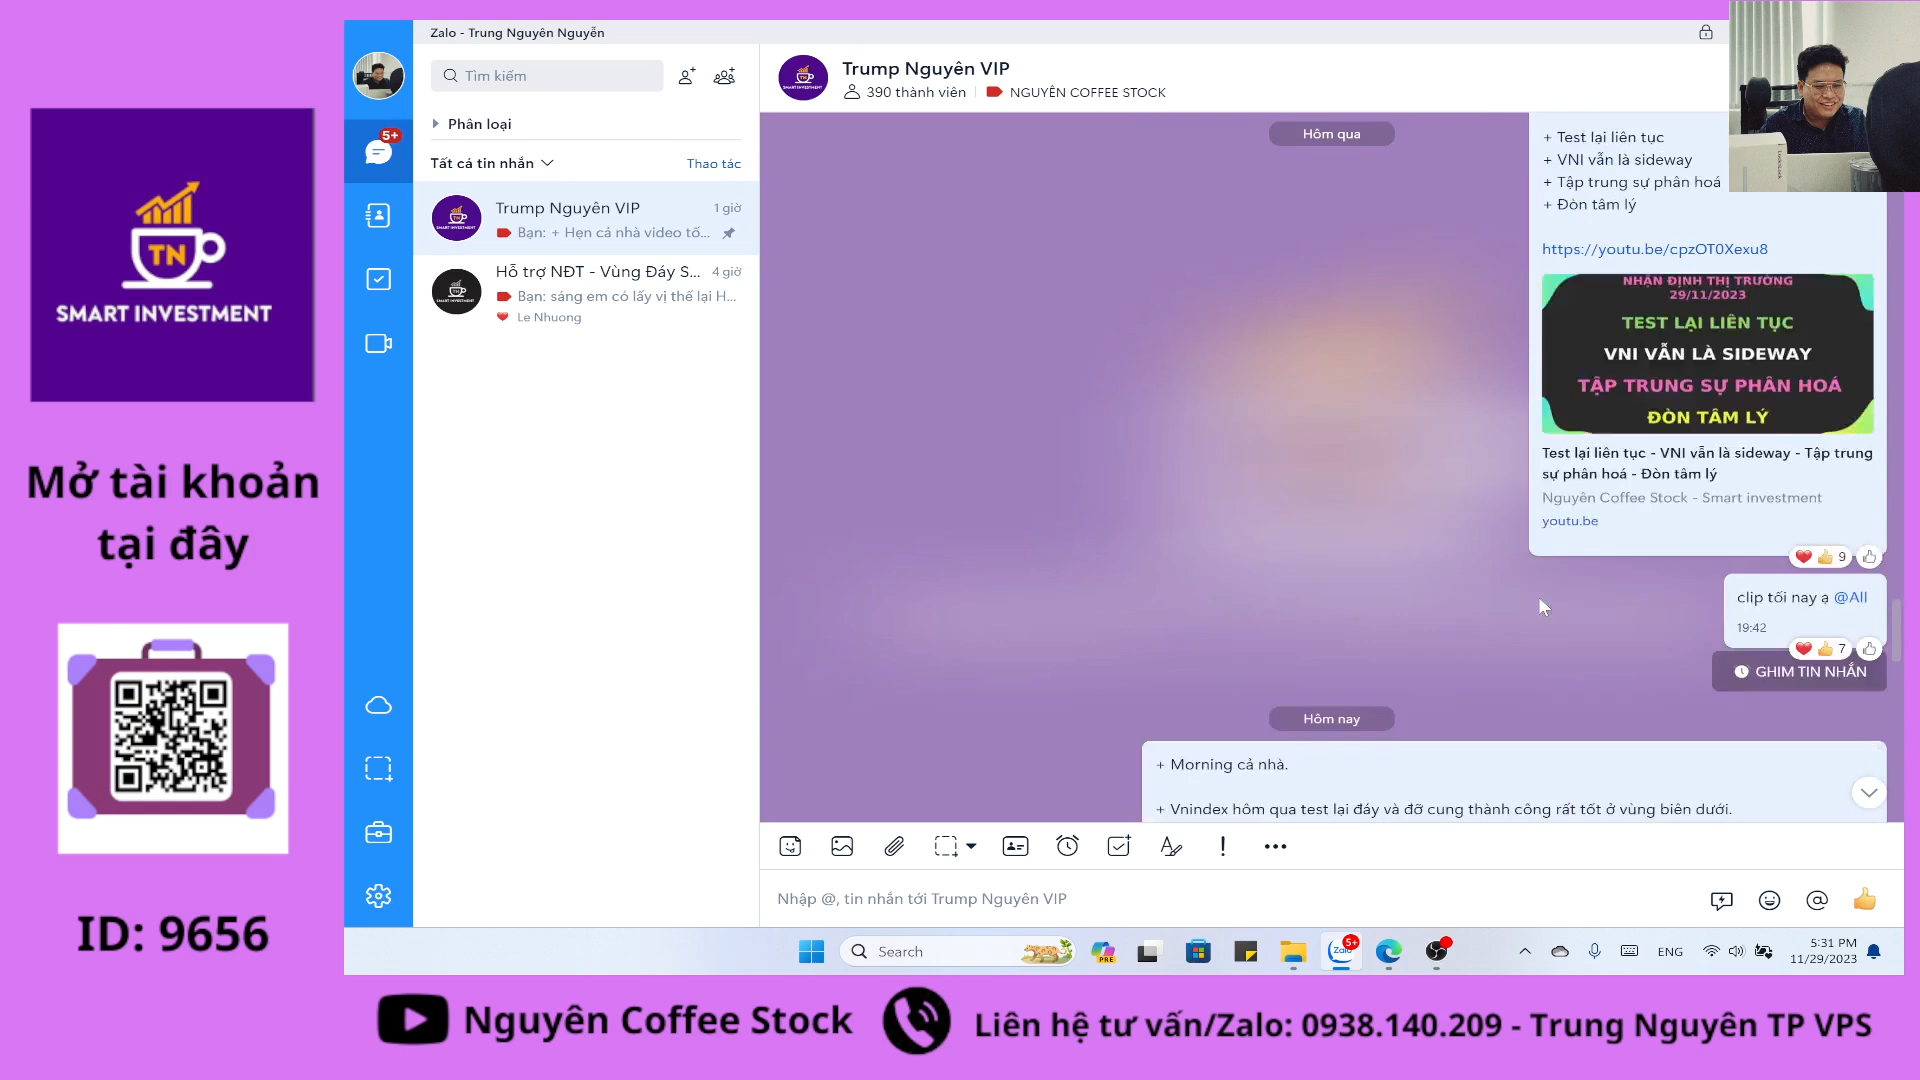 TN
SMART INVESTMENT
Mở tài khoản
tại đây
ID: 9656
Zalo - Trung Nguyên Nguyễn
Tìm kiếm
Phân loại
Tất cả tin nhắn
Thao tác
5+
Trump Nguyên VIP
1 giờ
Bạn: + Hẹn cả nhà video tố...
Hỗ trợ NĐT - Vùng Đáy S...
4 giờ
Bạn: sáng em có lấy vị thế lại H...
Le Nhuong
Trump Nguyên VIP
390 thành viên
NGUYÊN COFFEE STOCK
Hôm qua
+ Test lại liên tục
+ VNI vẫn là sideway
+ Tập trung sự phân hoá
+ Đòn tâm lý
https://youtu.be/cpzOT0Xexu8
NHẬN ĐỊNH THỊ TRƯỜNG
29/11/2023
TEST LẠI LIÊN TỤC
VNI VẪN LÀ SIDEWAY
TẬP TRUNG SỰ PHÂN HOÁ
ĐÒN TÂM LÝ
Test lại liên tục - VNI vẫn là sideway - Tập trung
sự phân hoá - Đòn tâm lý
Nguyên Coffee Stock - Smart investment
youtu.be
9
clip tối nay ạ @All
19:42
7
GHIM TIN NHẮN
Hôm nay
+ Morning cả nhà.
+ Vnindex hôm qua test lại đáy và đỡ cung thành công rất tốt ở vùng biên dưới.
Nhập @, tin nhắn tới Trump Nguyên VIP
Search
PRE
Zalo
5+
ENG
5:31 PM
11/29/2023
Nguyên Coffee Stock
Liên hệ tư vấn/Zalo: 0938.140.209 - Trung Nguyên TP VPS